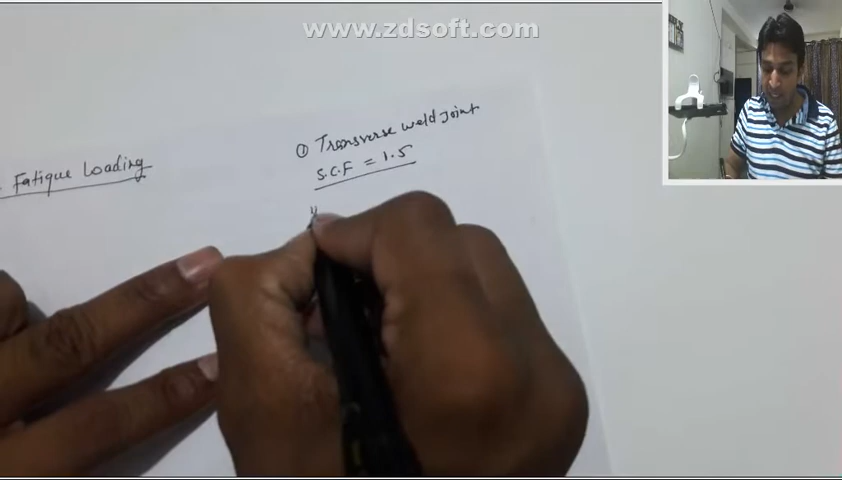 www.zdsoft.com
Fatigue Loading
① Transverse weld Joint
S.C.F = 1.5